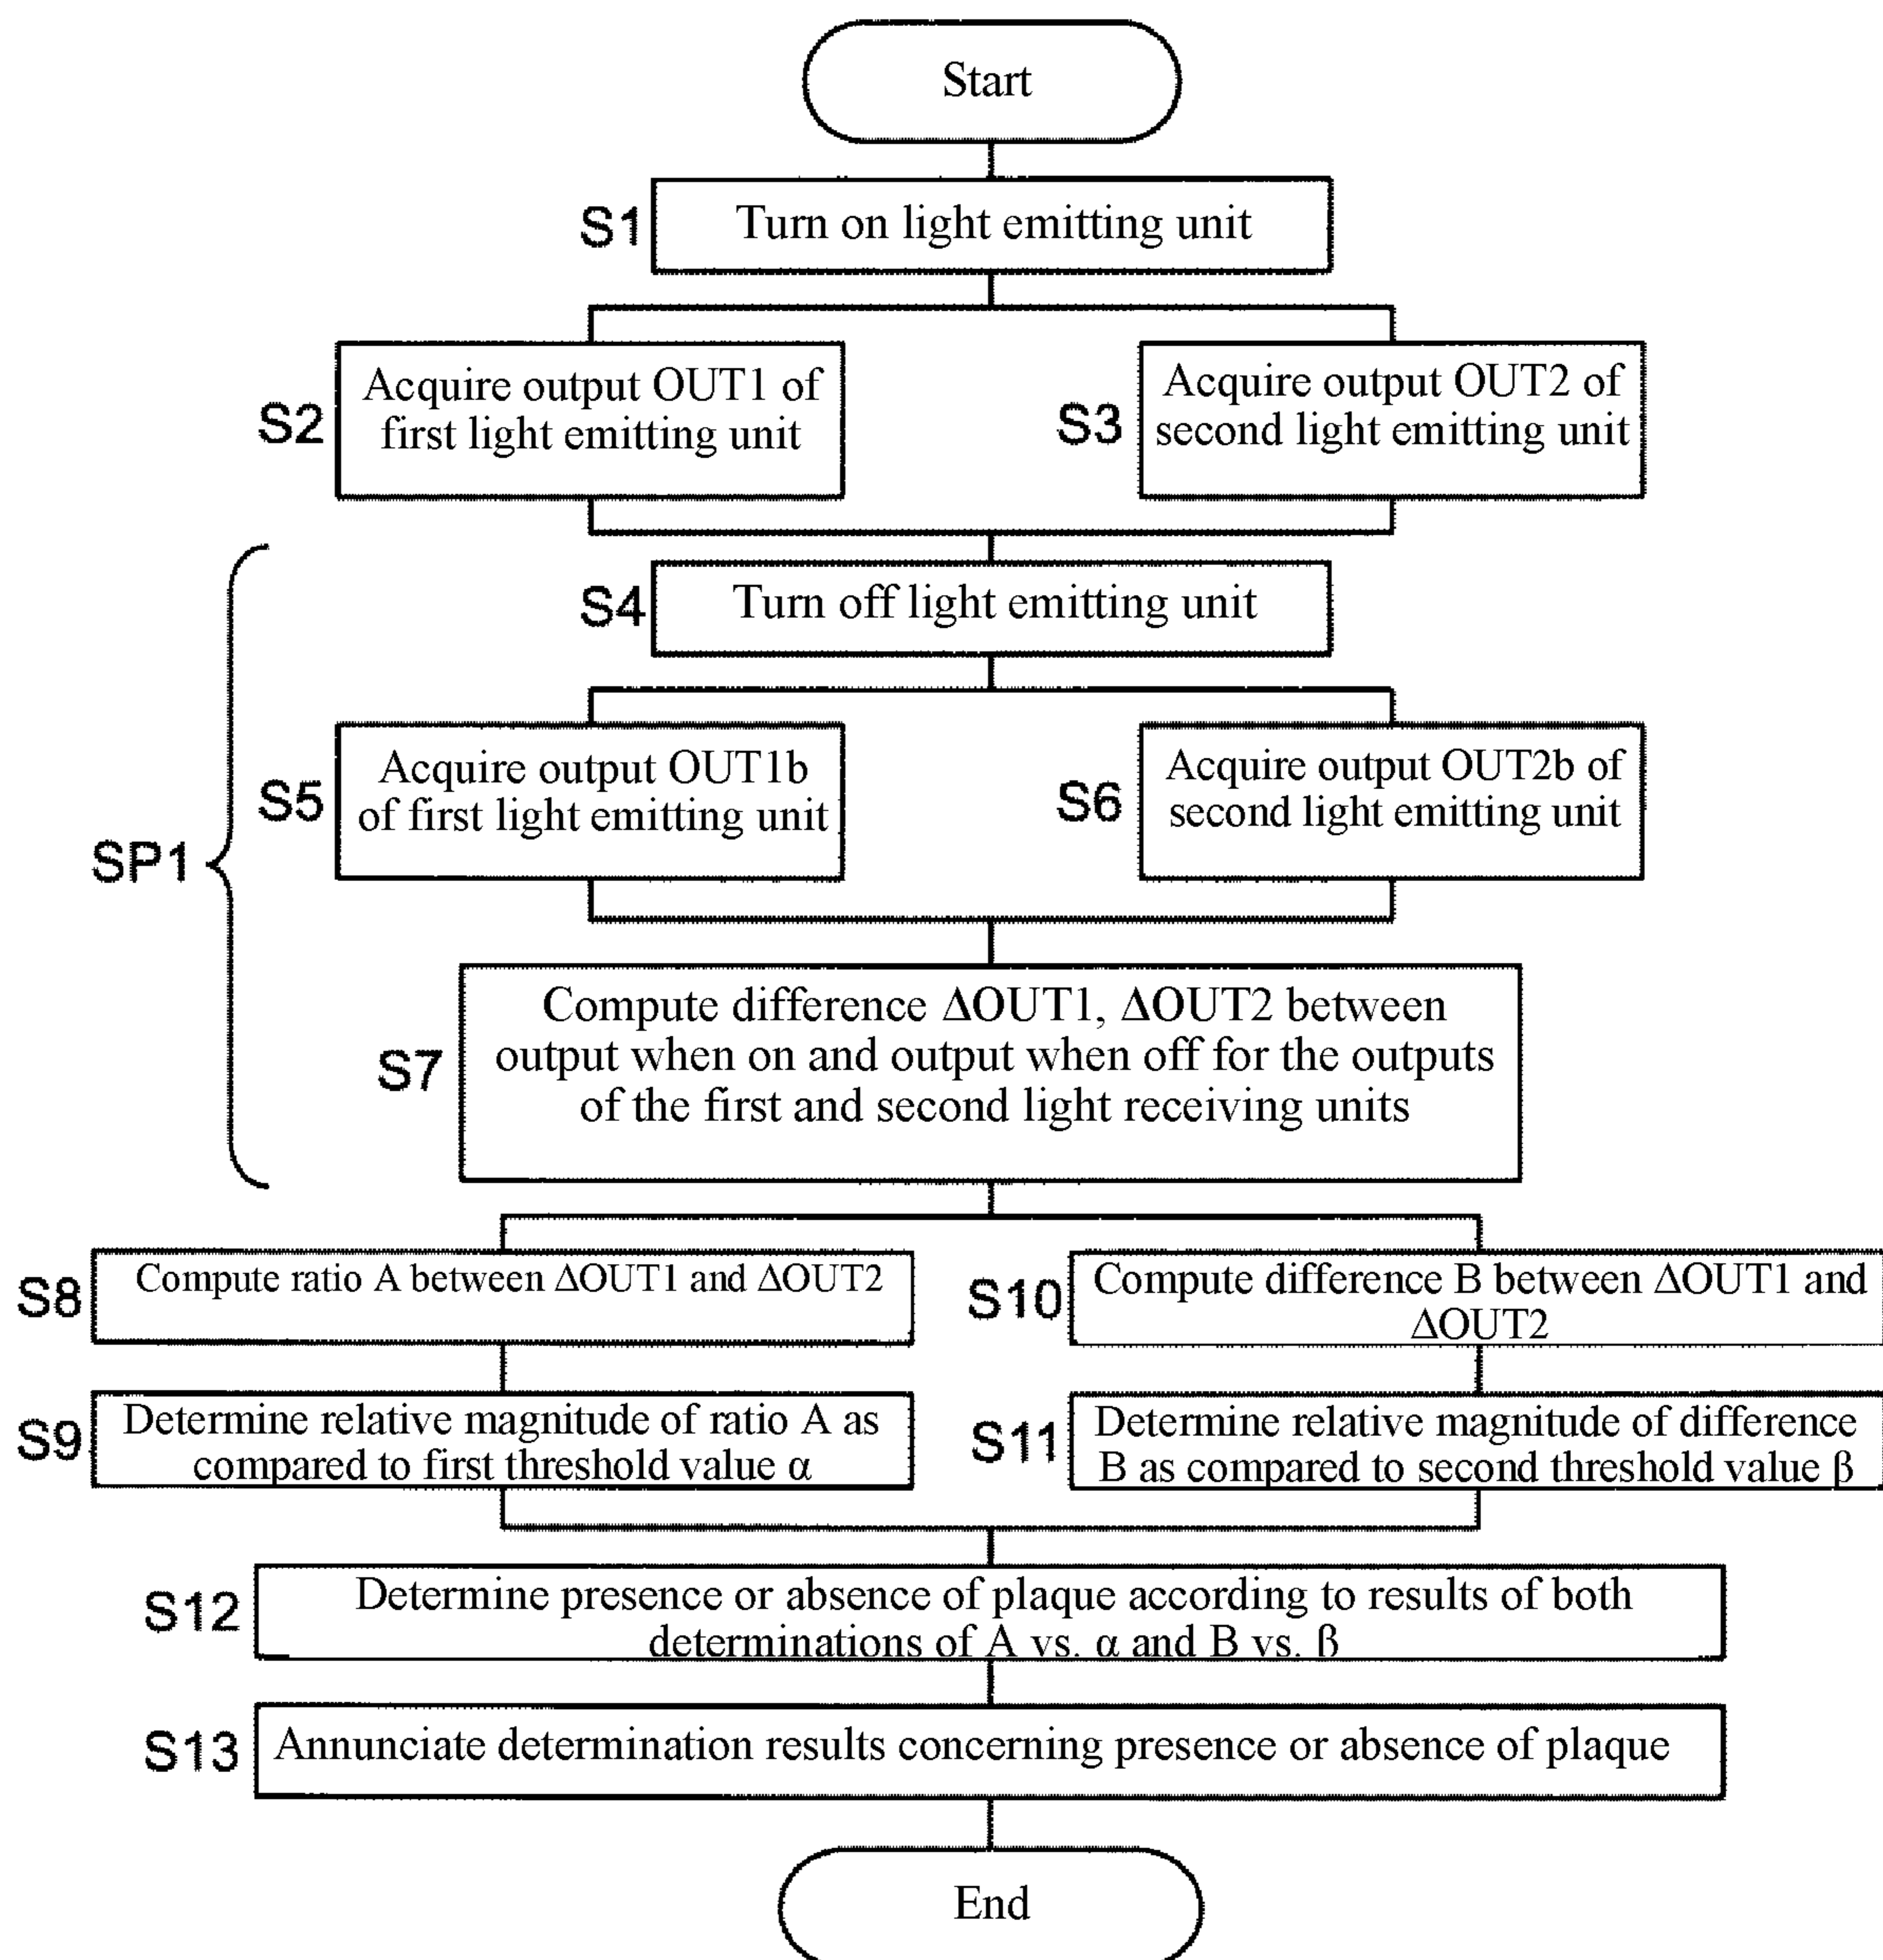 Start
S1
Turn on light emitting unit
S2
Acquire output OUT1 of
first light emitting unit
S3
Acquire output OUT2 of
second light emitting unit
SP1
S4
Turn off light emitting unit
S5
Acquire output OUT1b
of first light emitting unit
S6
Acquire output OUT2b of
second light emitting unit
S7
Compute difference ΔOUT1, ΔOUT2 between
output when on and output when off for the outputs
of the first and second light receiving units
S8
Compute ratio A between ΔOUT1 and ΔOUT2
S10
Compute difference B between ΔOUT1 and
ΔOUT2
S9
Determine relative magnitude of ratio A as
compared to first threshold value α
S11
Determine relative magnitude of difference
B as compared to second threshold value β
S12
Determine presence or absence of plaque according to results of both
determinations of A vs. α and B vs. β
S13
Annunciate determination results concerning presence or absence of plaque
End